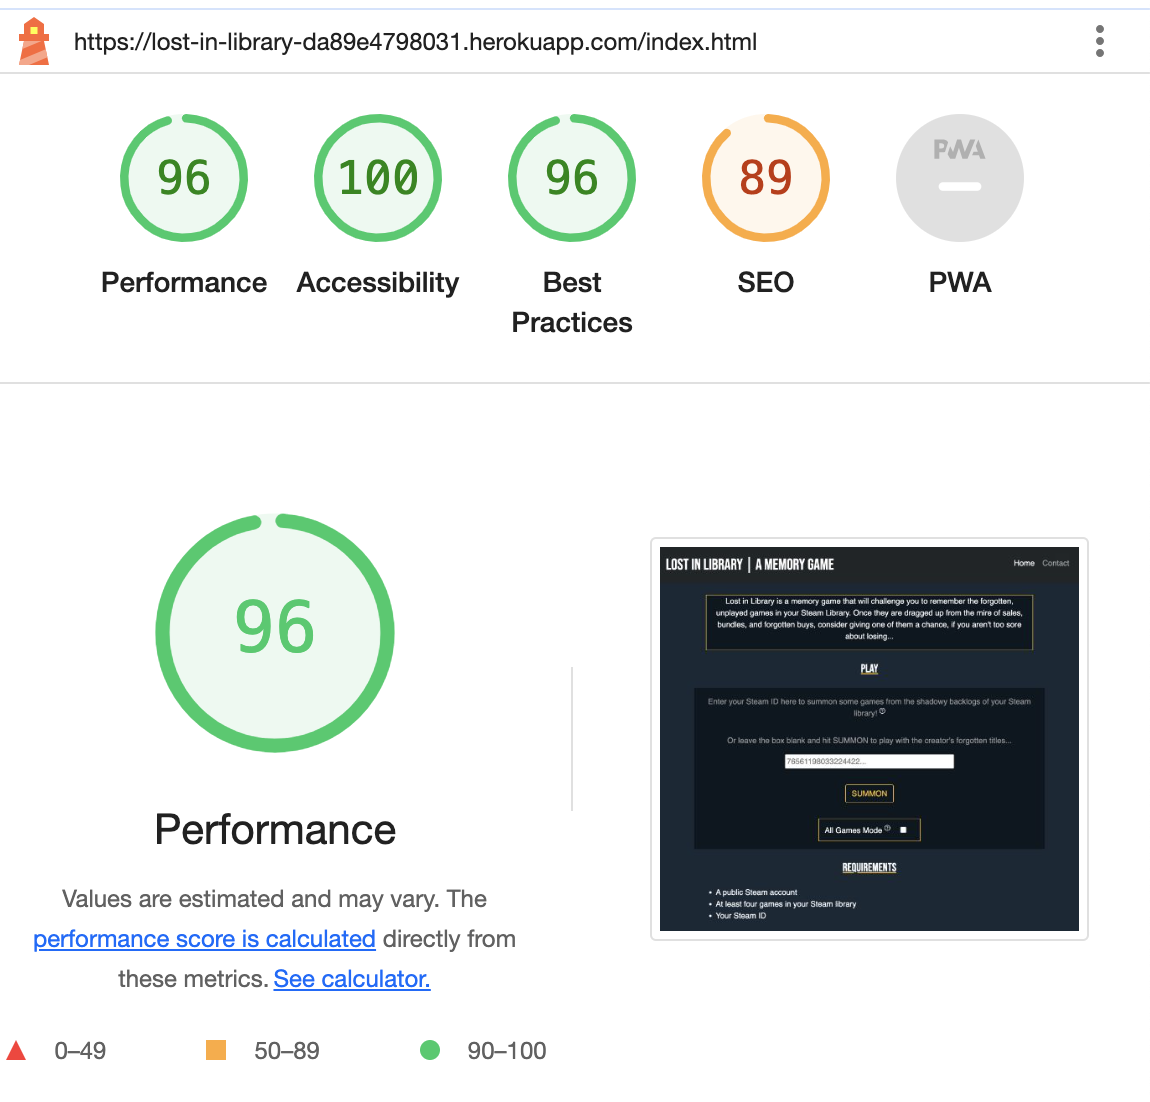 https://lost-in-library-da89e4798031.herokuapp.com/index.html
96
100
96
89
PWA
Performance
Accessibility
Best
Practices
SEO
PWA
96
Performance
Values are estimated and may vary. The
performance score is calculated directly from
these metrics. See calculator.
0–49
50–89
90–100
LOST IN LIBRARY | A MEMORY GAME
Home Contact
Lost in Library is a memory game that will challenge you to remember the forgotten,
unplayed games in your Steam Library. Once they are dragged up from the mire of sales,
bundles, and forgotten buys, consider giving one of them a chance, if you aren't too sore
about losing...
PLAY
Enter your Steam ID here to summon some games from the shadowy backlogs of your Steam
library! ?
Or leave the box blank and hit SUMMON to play with the creator's forgotten titles...
76561198033224422...
SUMMON
All Games Mode ?
REQUIREMENTS
• A public Steam account
• At least four games in your Steam library
• Your Steam ID